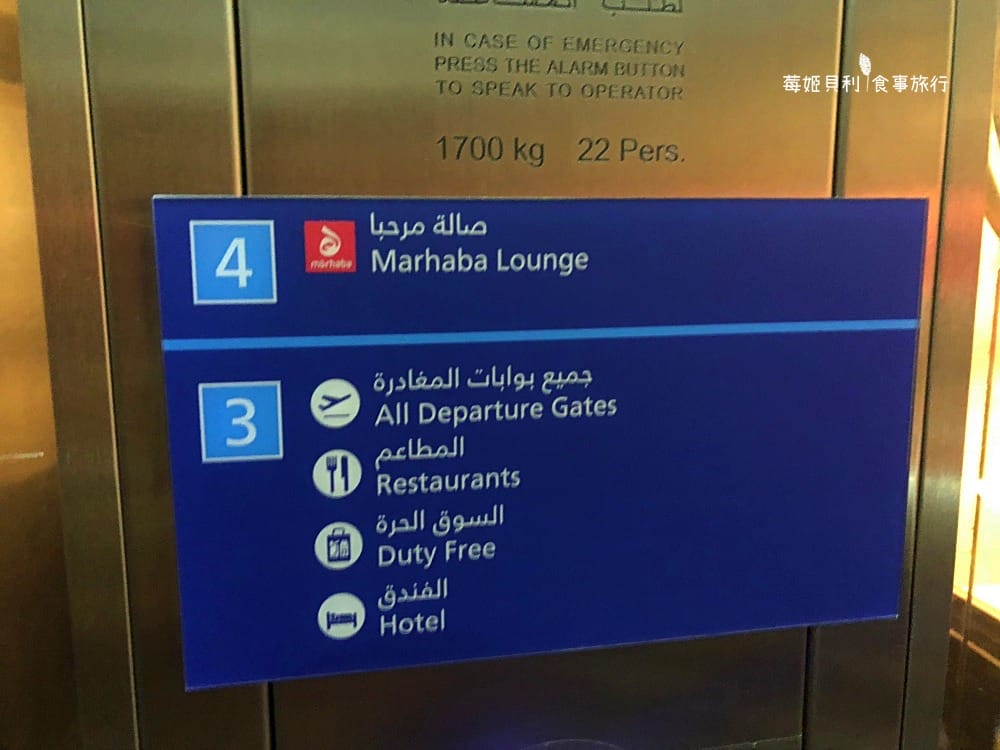 IN CASE OF EMERGENCY
PRESS THE ALARM BUTTON
TO SPEAK TO OPERATOR
莓姬貝利 食事旅行
1700 kg 22 Pers.
4
marhaba
صالة مرحبا
Marhaba Lounge
3
جميع بوابات المغادرة
All Departure Gates
المطاعم
Restaurants
السوق الحرة
Duty Free
الفندق
Hotel